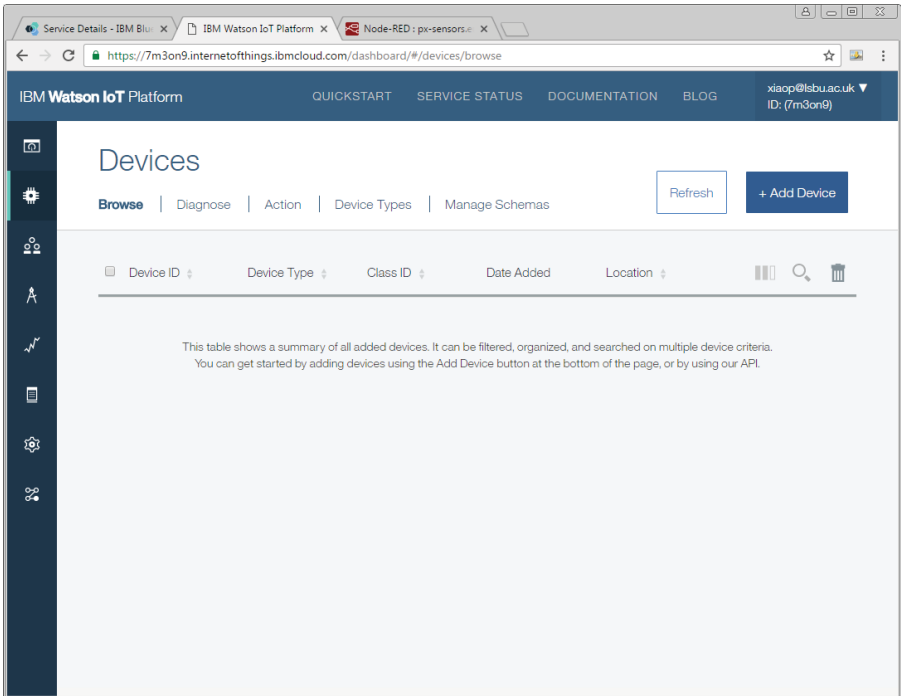 Service Details - IBM Blu
IBM Watson IoT Platform
Node-RED : px-sensors.e
https://7m3on9.internetofthings.ibmcloud.com/dashboard/#/devices/browse
IBM Watson IoT Platform
QUICKSTART SERVICE STATUS DOCUMENTATION BLOG
xiaop@lsbu.ac.uk ▼
ID: (7m3on9)
Devices
Refresh
+ Add Device
Browse | Diagnose | Action | Device Types | Manage Schemas
Device ID Device Type Class ID Date Added Location
This table shows a summary of all added devices. It can be filtered, organized, and searched on multiple device criteria.
You can get started by adding devices using the Add Device button at the bottom of the page, or by using our API.